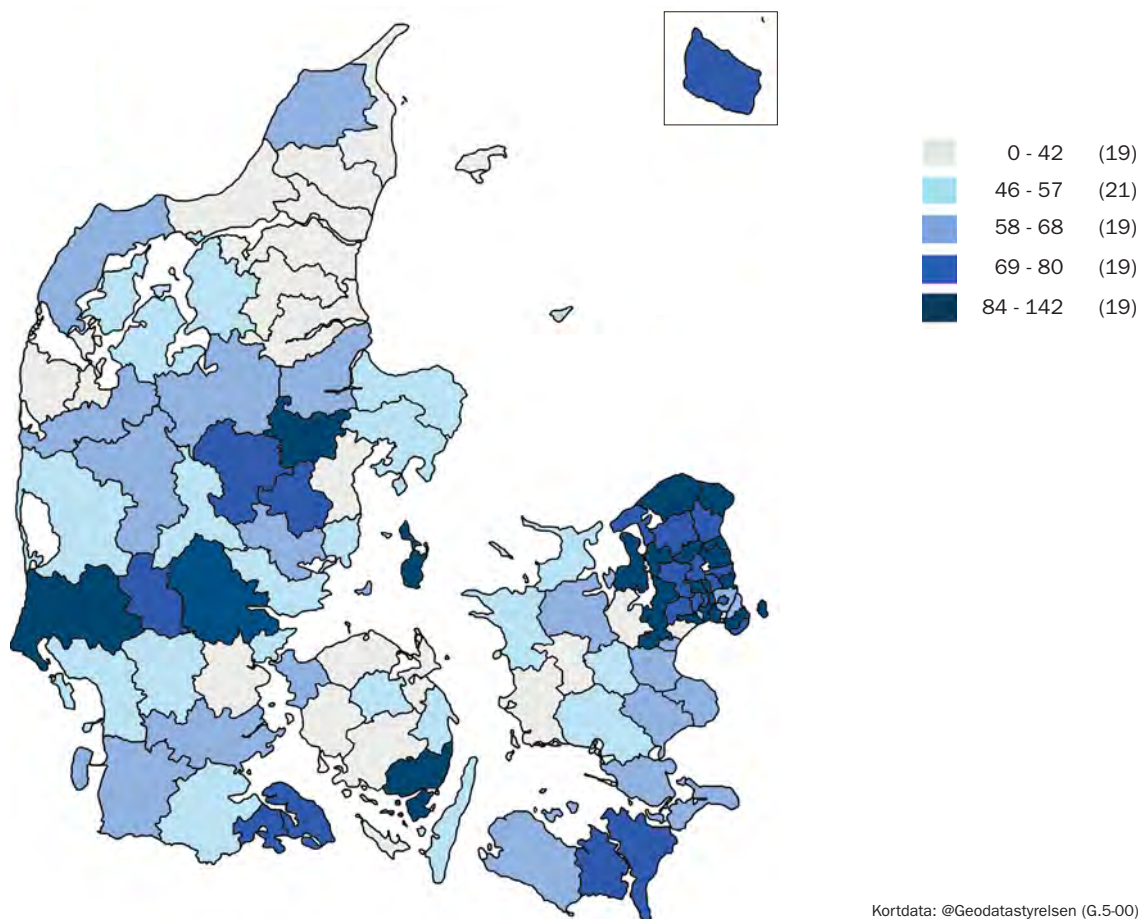 0 - 42 (19)
46 - 57 (21)
58 - 68 (19)
69 - 80 (19)
84 - 142 (19)
Kortdata: @Geodatastyrelsen (G.5-00)